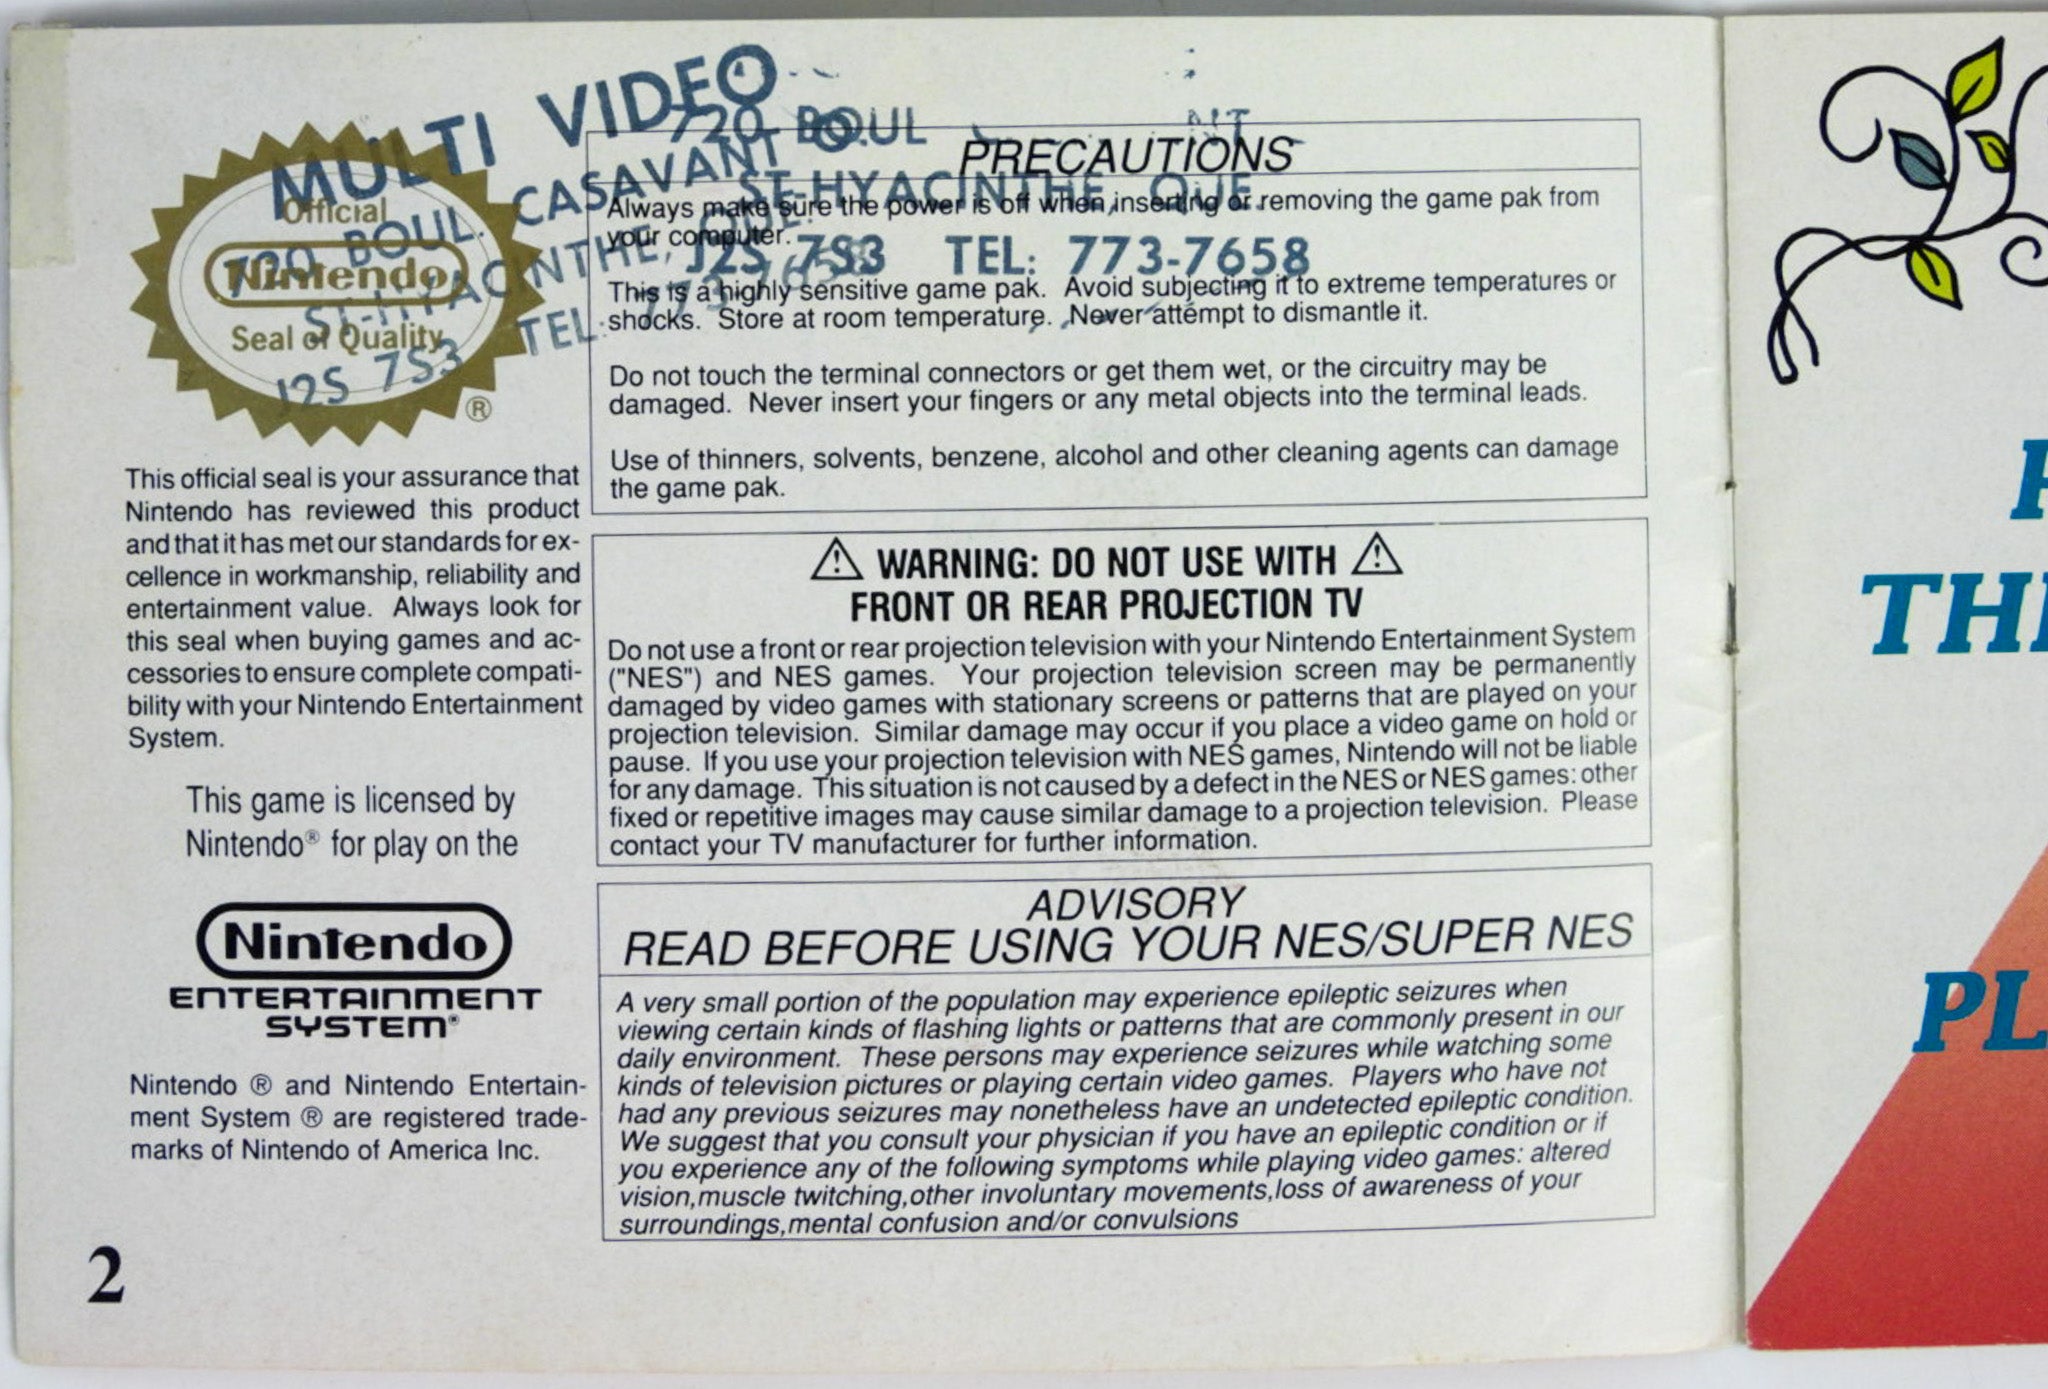 MULTI VIDEO
720 BOUL. CASAVANT O.
ST-HYACINTHE, QUE.
J2S 7S3 TEL: 773-7658
720 BOUL NT
ST-HYACINTHE, QUE.
J2S 7S3 TEL: 773-7658
Official
Nintendo
Seal of Quality
®
This official seal is your assurance that
Nintendo has reviewed this product
and that it has met our standards for ex-
cellence in workmanship, reliability and
entertainment value. Always look for
this seal when buying games and ac-
cessories to ensure complete compati-
bility with your Nintendo Entertainment
System.
This game is licensed by
Nintendo® for play on the
Nintendo
ENTERTAINMENT
SYSTEM®
Nintendo ® and Nintendo Entertain-
ment System ® are registered trade-
marks of Nintendo of America Inc.
2
PRECAUTIONS
Always make sure the power is off when inserting or removing the game pak from
your computer.
This is a highly sensitive game pak. Avoid subjecting it to extreme temperatures or
shocks. Store at room temperature. Never attempt to dismantle it.
Do not touch the terminal connectors or get them wet, or the circuitry may be
damaged. Never insert your fingers or any metal objects into the terminal leads.
Use of thinners, solvents, benzene, alcohol and other cleaning agents can damage
the game pak.
WARNING: DO NOT USE WITH
FRONT OR REAR PROJECTION TV
Do not use a front or rear projection television with your Nintendo Entertainment System
("NES") and NES games. Your projection television screen may be permanently
damaged by video games with stationary screens or patterns that are played on your
projection television. Similar damage may occur if you place a video game on hold or
pause. If you use your projection television with NES games, Nintendo will not be liable
for any damage. This situation is not caused by a defect in the NES or NES games: other
fixed or repetitive images may cause similar damage to a projection television. Please
contact your TV manufacturer for further information.
ADVISORY
READ BEFORE USING YOUR NES/SUPER NES
A very small portion of the population may experience epileptic seizures when
viewing certain kinds of flashing lights or patterns that are commonly present in our
daily environment. These persons may experience seizures while watching some
kinds of television pictures or playing certain video games. Players who have not
had any previous seizures may nonetheless have an undetected epileptic condition.
We suggest that you consult your physician if you have an epileptic condition or if
you experience any of the following symptoms while playing video games: altered
vision,muscle twitching,other involuntary movements,loss of awareness of your
surroundings,mental confusion and/or convulsions
TH
PL